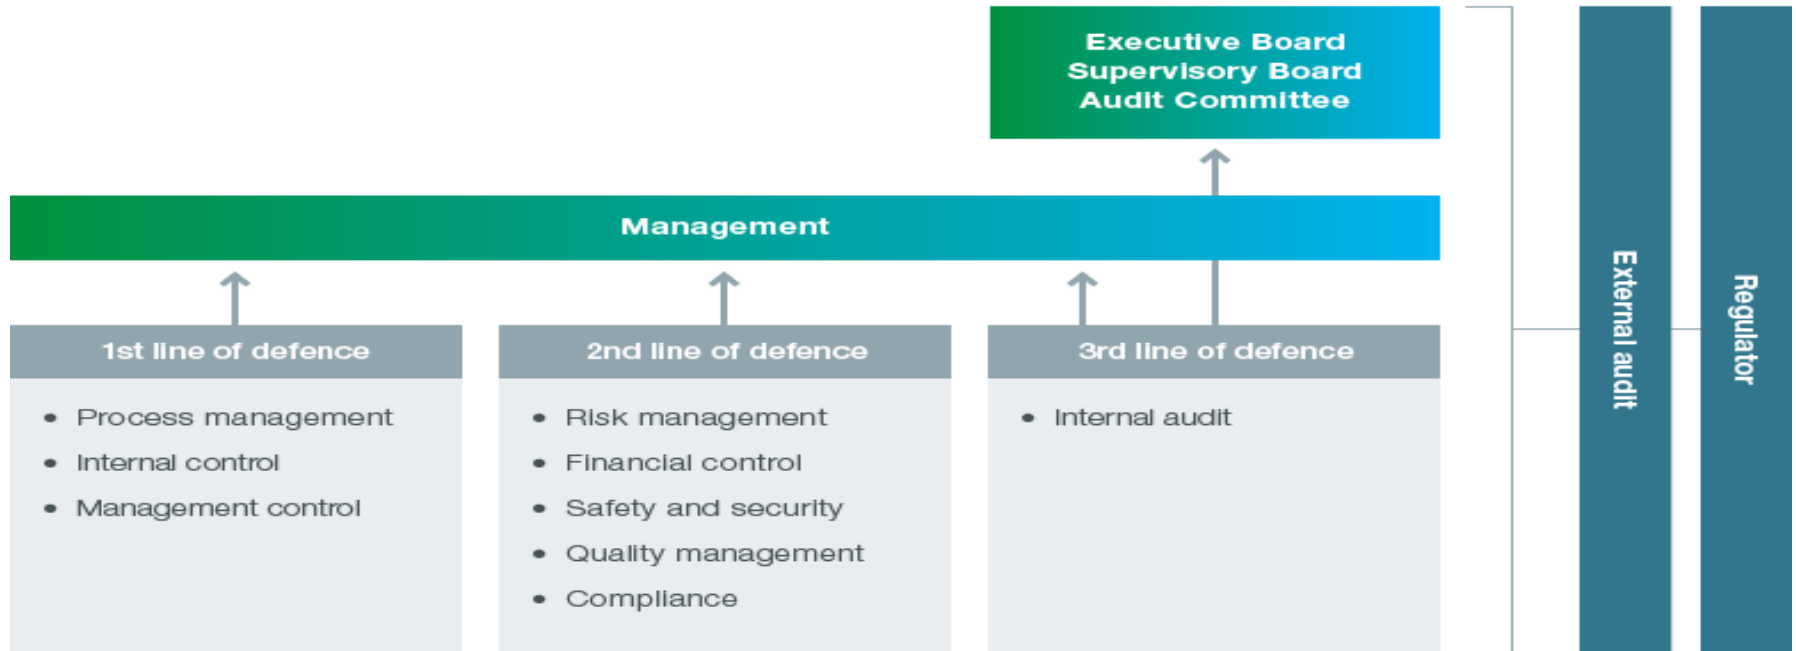 Executive Board
Supervisory Board
Audit Committee
Management
1st line of defence
• Process management
• Internal control
• Management control
2nd line of defence
• Risk management
• Financial control
• Safety and security
• Quality management
• Compliance
3rd line of defence
• Internal audit
External audit
Regulator